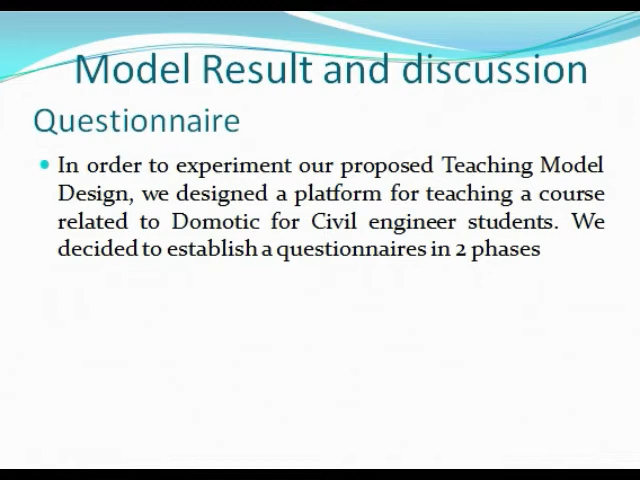 Model Result and discussion
Questionnaire
In order to experiment our proposed Teaching Model
Design, we designed a platform for teaching a course
related to Domotic for Civil engineer students. We
decided to establish a questionnaires in 2 phases